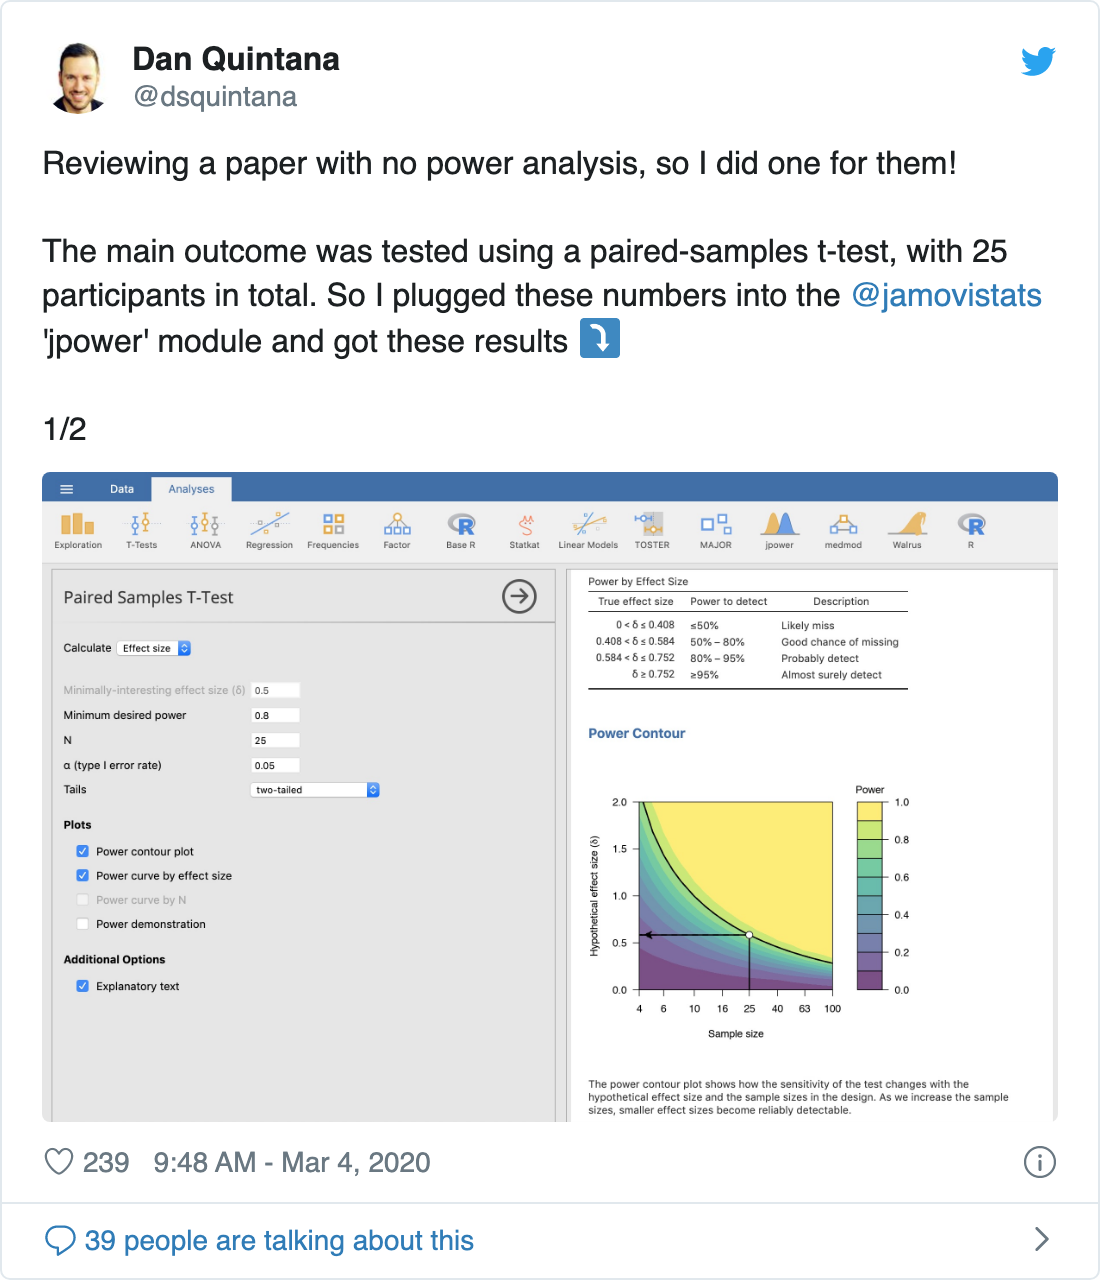 Dan Quintana
@dsquintana
Reviewing a paper with no power analysis, so I did one for them!
The main outcome was tested using a paired-samples t-test, with 25
participants in total. So I plugged these numbers into the @jamovistats
'jpower' module and got these results ⤵️
1/2
Data Analyses
Exploration T-Tests ANOVA Regression Frequencies Factor Base R Statkat Linear Models TOSTER MAJOR jpower medmod Walrus R
Paired Samples T-Test
Calculate Effect size
Minimally-interesting effect size (δ) 0.5
Minimum desired power 0.8
N 25
α (type I error rate) 0.05
Tails two-tailed
Plots
Power contour plot
Power curve by effect size
Power curve by N
Power demonstration
Additional Options
Explanatory text
Power by Effect Size
True effect size Power to detect Description
0 < δ ≤ 0.408 ≤50% Likely miss
0.408 < δ ≤ 0.584 50% – 80% Good chance of missing
0.584 < δ ≤ 0.752 80% – 95% Probably detect
δ ≥ 0.752 ≥95% Almost surely detect
Power Contour
Power
2.0
1.5
1.0
0.5
0.0
Hypothetical effect size (δ)
4 6 10 16 25 40 63 100
Sample size
1.0
0.8
0.6
0.4
0.2
0.0
The power contour plot shows how the sensitivity of the test changes with the
hypothetical effect size and the sample sizes in the design. As we increase the sample
sizes, smaller effect sizes become reliably detectable.
239 9:48 AM - Mar 4, 2020
39 people are talking about this